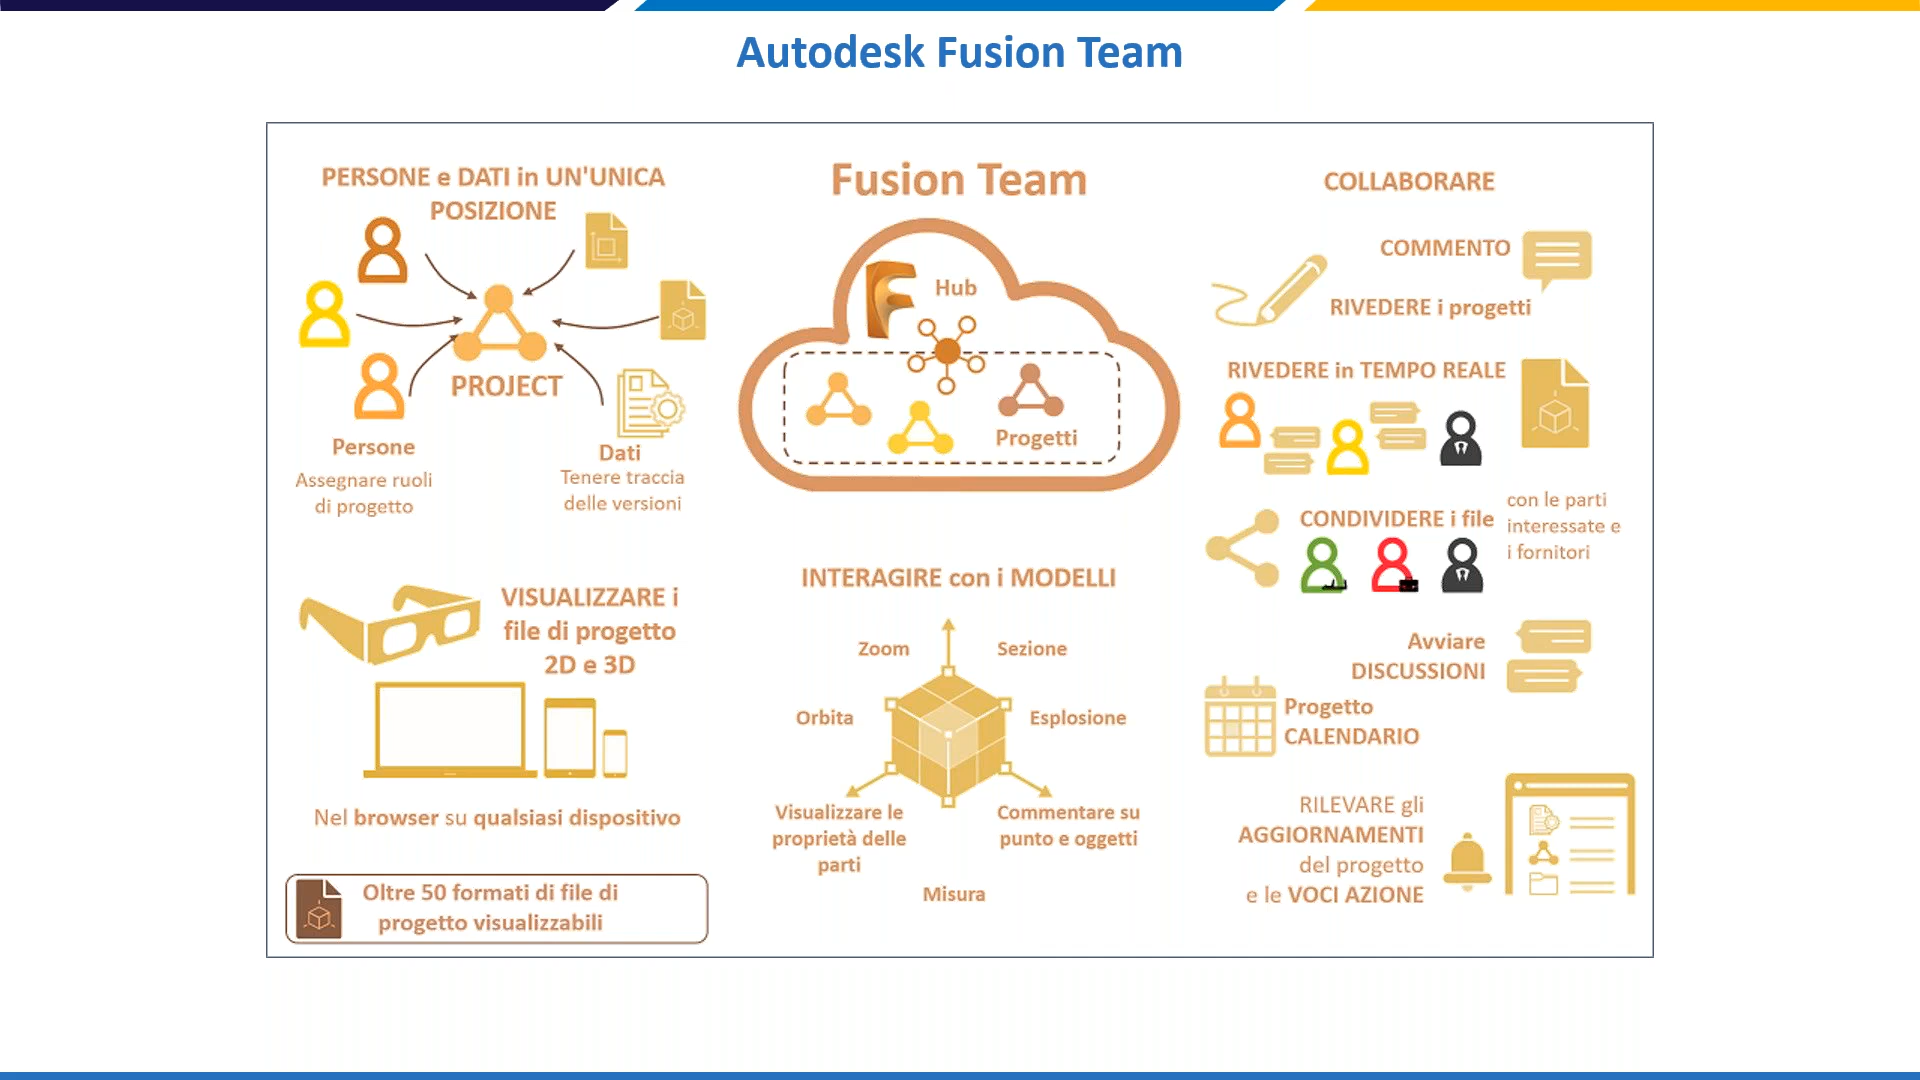 Autodesk Fusion Team
PERSONE e DATI in UN'UNICA
POSIZIONE
PROJECT
Persone
Assegnare ruoli
di progetto
Dati
Tenere traccia
delle versioni
VISUALIZZARE i
file di progetto
2D e 3D
Nel browser su qualsiasi dispositivo
Oltre 50 formati di file di
progetto visualizzabili
Fusion Team
Hub
Progetti
INTERAGIRE con i MODELLI
Zoom
Sezione
Orbita
Esplosione
Visualizzare le
proprietà delle
parti
Commentare su
punto e oggetti
Misura
COLLABORARE
COMMENTO
RIVEDERE i progetti
RIVEDERE in TEMPO REALE
CONDIVIDERE i file
con le parti
interessate e
i fornitori
Avviare
DISCUSSIONI
Progetto
CALENDARIO
RILEVARE gli
AGGIORNAMENTI
del progetto
e le VOCI AZIONE